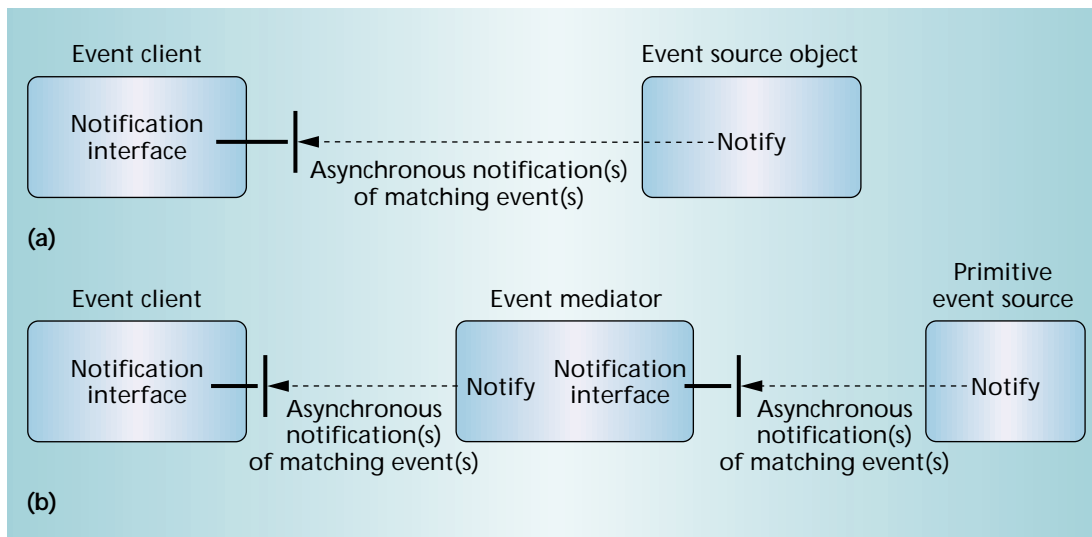 Event client
Event source object
Notification
interface
Notify
Asynchronous notification(s)
of matching event(s)
(a)
Event client
Event mediator
Primitive
event source
Notification
interface
Notify
Notification
interface
Notify
Asynchronous
notification(s)
of matching event(s)
Asynchronous
notification(s)
of matching event(s)
(b)